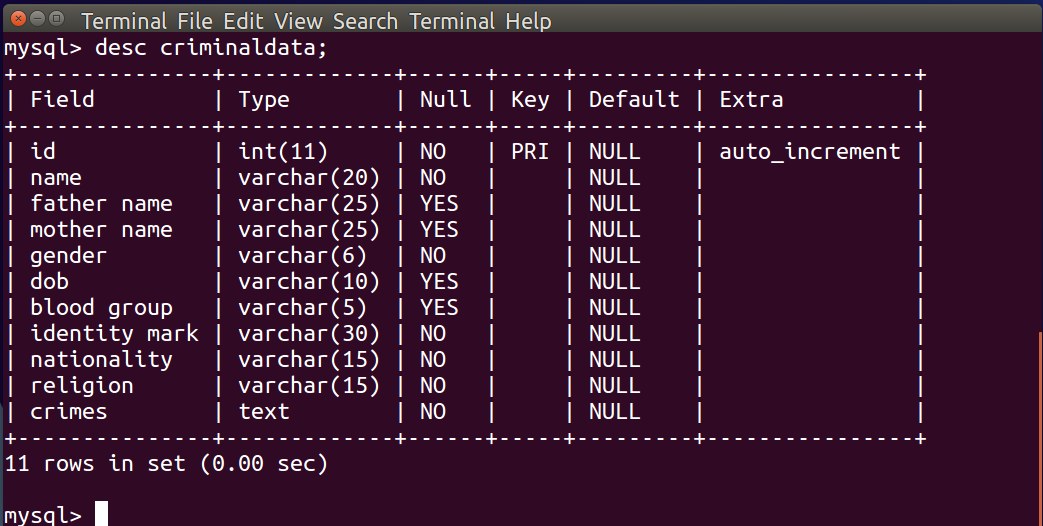 Terminal File Edit View Search Terminal Help
mysql> desc criminaldata;
+---------------+-------------+------+-----+---------+----------------+
| Field         | Type        | Null | Key | Default | Extra          |
+---------------+-------------+------+-----+---------+----------------+
| id            | int(11)     | NO   | PRI | NULL    | auto_increment |
| name          | varchar(20) | NO   |     | NULL    |                |
| father name   | varchar(25) | YES  |     | NULL    |                |
| mother name   | varchar(25) | YES  |     | NULL    |                |
| gender        | varchar(6)  | NO   |     | NULL    |                |
| dob           | varchar(10) | YES  |     | NULL    |                |
| blood group   | varchar(5)  | YES  |     | NULL    |                |
| identity mark | varchar(30) | NO   |     | NULL    |                |
| nationality   | varchar(15) | NO   |     | NULL    |                |
| religion      | varchar(15) | NO   |     | NULL    |                |
| crimes        | text        | NO   |     | NULL    |                |
+---------------+-------------+------+-----+---------+----------------+
11 rows in set (0.00 sec)
mysql>